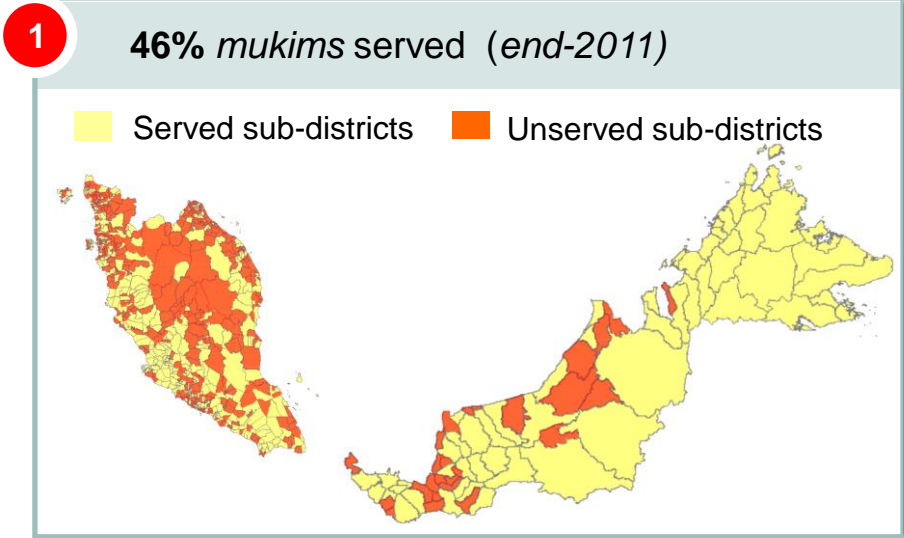 1
46% mukims served (end-2011)
Served sub-districts
Unserved sub-districts